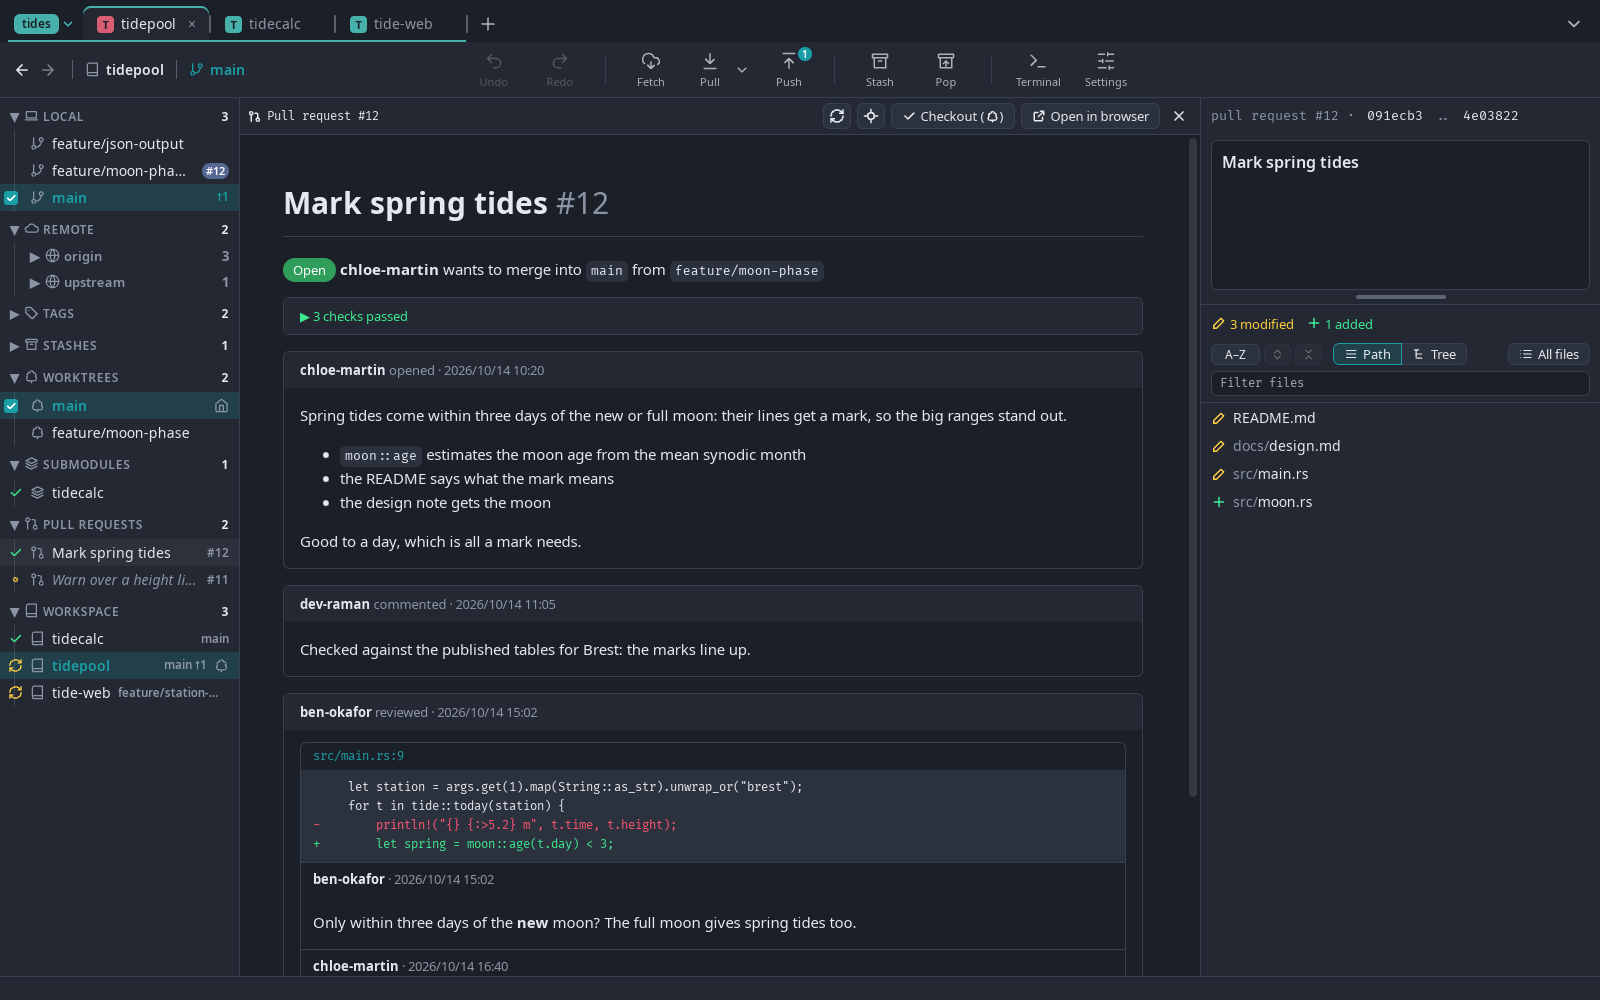 tides
T tidepool ×
T tidecalc
T tide-web
tidepool
main
Undo
Redo
Fetch
Pull
Push
1
Stash
Pop
Terminal
Settings
LOCAL 3
feature/json-output
feature/moon-pha... #12
main ↑1
REMOTE 2
origin 3
upstream 1
TAGS 2
STASHES 1
WORKTREES 2
main
feature/moon-phase
SUBMODULES 1
tidecalc
PULL REQUESTS 2
Mark spring tides #12
Warn over a height li... #11
WORKSPACE 3
tidecalc main
tidepool main ↑1
tide-web feature/station-...
Pull request #12
Checkout ( )
Open in browser
Mark spring tides #12
Open chloe-martin wants to merge into main from feature/moon-phase
▶ 3 checks passed
chloe-martin opened · 2026/10/14 10:20
Spring tides come within three days of the new or full moon: their lines get a mark, so the big ranges stand out.
• moon::age estimates the moon age from the mean synodic month
• the README says what the mark means
• the design note gets the moon
Good to a day, which is all a mark needs.
dev-raman commented · 2026/10/14 11:05
Checked against the published tables for Brest: the marks line up.
ben-okafor reviewed · 2026/10/14 15:02
src/main.rs:9
let station = args.get(1).map(String::as_str).unwrap_or("brest");
for t in tide::today(station) {
- println!("{} {:>5.2} m", t.time, t.height);
+ let spring = moon::age(t.day) < 3;
ben-okafor · 2026/10/14 15:02
Only within three days of the new moon? The full moon gives spring tides too.
chloe-martin · 2026/10/14 16:40
pull request #12 · 091ecb3 .. 4e03822
Mark spring tides
3 modified
1 added
A-Z
Path
Tree
All files
Filter files
README.md
docs/design.md
src/main.rs
src/moon.rs